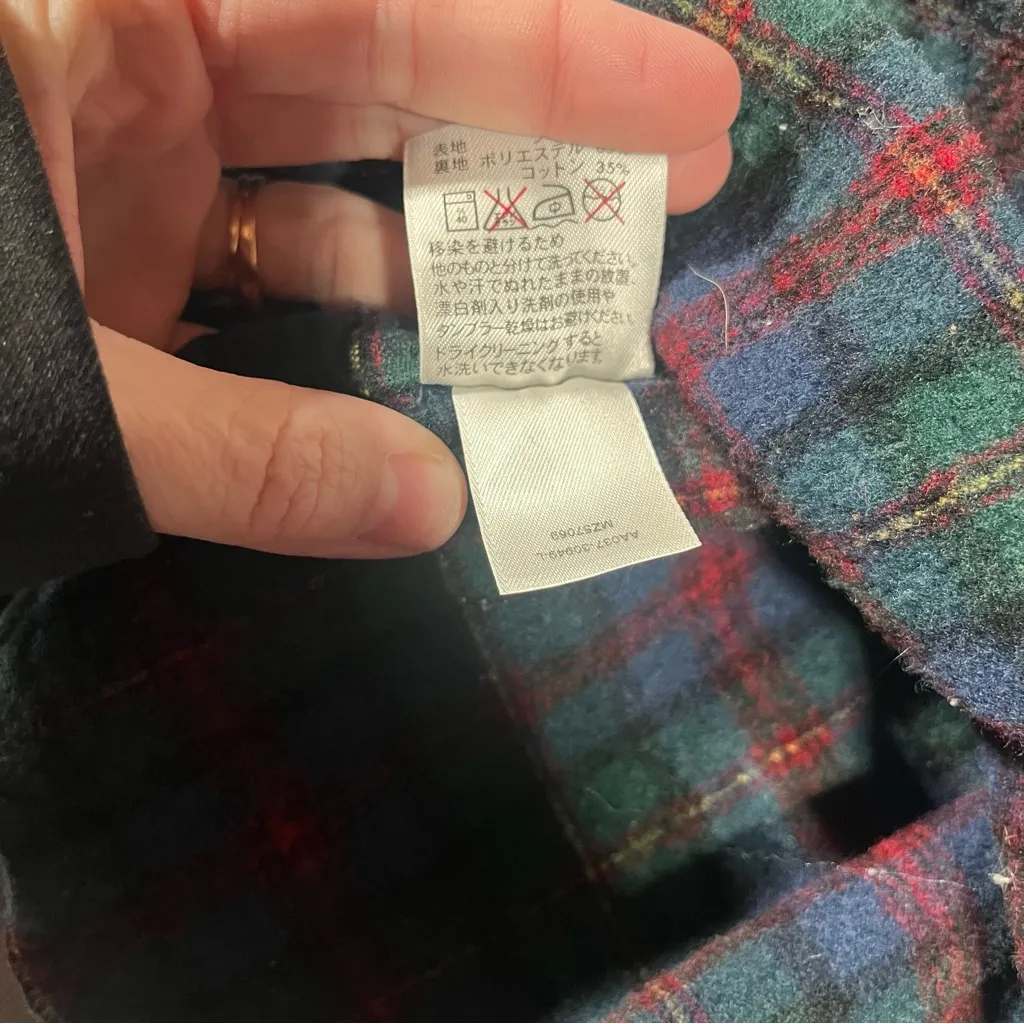 表地
裏地 ポリエステル
コットン 35%
40
移染を避けるため
他のものと分けて洗ってください。
水や汗でぬれたままの放置、
漂白剤入り洗剤の使用や
タンブラー乾燥はお避けください。
ドライクリーニングすると
水洗いできなくなります。
MZ57069
AA037-30949-L